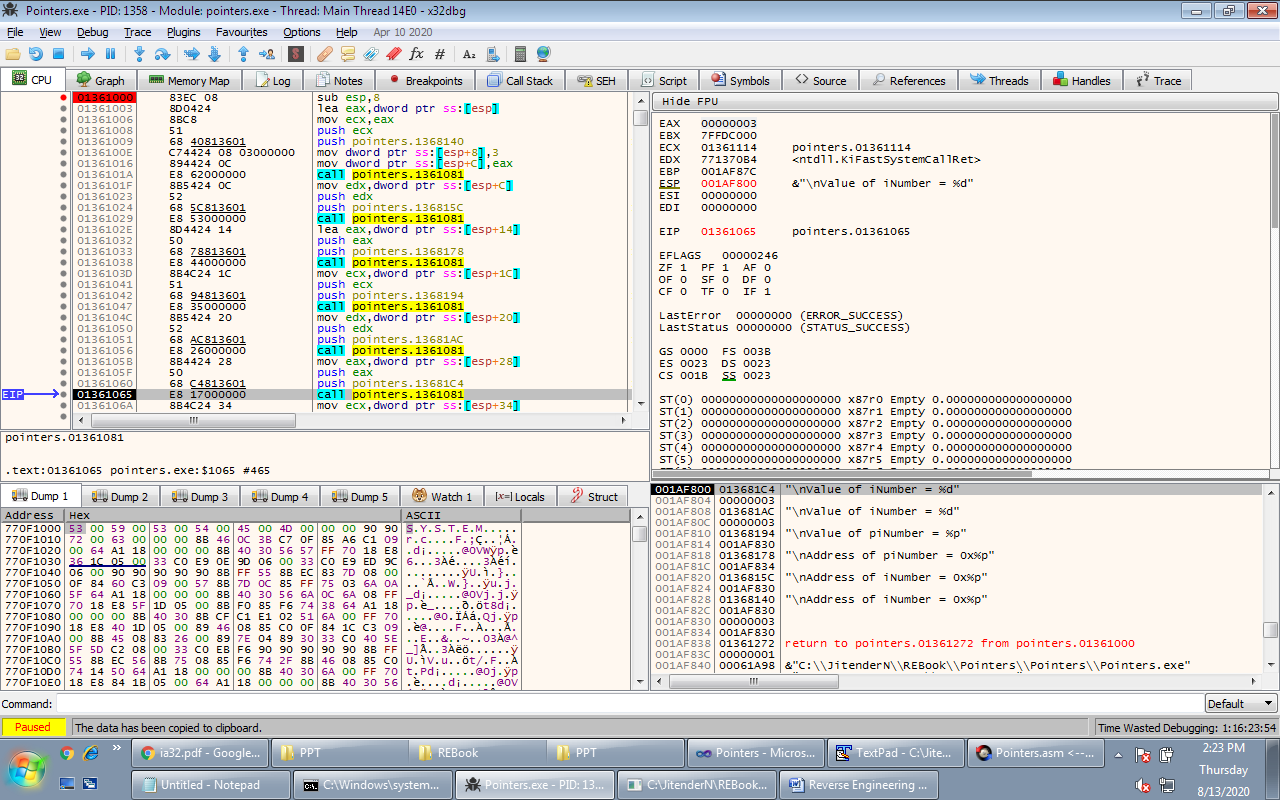 Pointers.exe - PID: 1358 - Module: pointers.exe - Thread: Main Thread 14E0 - x32dbg
File View Debug Trace Plugins Favourites Options Help Apr 10 2020
CPU Graph Memory Map Log Notes Breakpoints Call Stack SEH Script Symbols Source References Threads Handles Trace
01361000 83EC 08 sub esp,8
01361003 8D0424 lea eax,dword ptr ss:[esp]
01361006 8BC8 mov ecx,eax
01361008 51 push ecx
01361009 68 40813601 push pointers.1368140
0136100E C74424 08 03000000 mov dword ptr ss:[esp+8],3
01361016 894424 0C mov dword ptr ss:[esp+C],eax
0136101A E8 62000000 call pointers.1361081
0136101F 8B5424 0C mov edx,dword ptr ss:[esp+C]
01361023 52 push edx
01361024 68 5C813601 push pointers.136815C
01361029 E8 53000000 call pointers.1361081
0136102E 8D4424 14 lea eax,dword ptr ss:[esp+14]
01361032 50 push eax
01361033 68 78813601 push pointers.1368178
01361038 E8 44000000 call pointers.1361081
0136103D 8B4C24 1C mov ecx,dword ptr ss:[esp+1C]
01361041 51 push ecx
01361042 68 94813601 push pointers.1368194
01361047 E8 35000000 call pointers.1361081
0136104C 8B5424 20 mov edx,dword ptr ss:[esp+20]
01361050 52 push edx
01361051 68 AC813601 push pointers.13681AC
01361056 E8 26000000 call pointers.1361081
0136105B 8B4424 28 mov eax,dword ptr ss:[esp+28]
0136105F 50 push eax
01361060 68 C4813601 push pointers.13681C4
EIP 01361065 E8 17000000 call pointers.1361081
0136106A 8B4C24 34 mov ecx,dword ptr ss:[esp+34]
pointers.01361081
.text:01361065 pointers.exe:$1065 #465
Hide FPU
EAX 00000003
EBX 7FFDC000
ECX 01361114 pointers.01361114
EDX 771370B4 <ntdll.KiFastSystemCallRet>
EBP 001AF87C
ESP 001AF800 &"\nValue of iNumber = %d"
ESI 00000000
EDI 00000000
EIP 01361065 pointers.01361065
EFLAGS 00000246
ZF 1 PF 1 AF 0
OF 0 SF 0 DF 0
CF 0 TF 0 IF 1
LastError 00000000 (ERROR_SUCCESS)
LastStatus 00000000 (STATUS_SUCCESS)
GS 0000 FS 003B
ES 0023 DS 0023
CS 001B SS 0023
ST(0) 00000000000000000000 x87r0 Empty 0.000000000000000000
ST(1) 00000000000000000000 x87r1 Empty 0.000000000000000000
ST(2) 00000000000000000000 x87r2 Empty 0.000000000000000000
ST(3) 00000000000000000000 x87r3 Empty 0.000000000000000000
ST(4) 00000000000000000000 x87r4 Empty 0.000000000000000000
ST(5) 00000000000000000000 x87r5 Empty 0.000000000000000000
Dump 1 Dump 2 Dump 3 Dump 4 Dump 5 Watch 1 [x=] Locals Struct
Address Hex ASCII
770F1000 53 00 59 00 53 00 54 00 45 00 4D 00 00 00 90 90 S.Y.S.T.E.M.....
770F1010 72 00 63 00 00 00 8B 46 0C 3B C7 0F 85 A6 C1 09
770F1020 00 64 A1 18 00 00 00 8B 40 30 56 57 FF 70 18 E8
770F1030 36 1C 05 00 33 C0 E9 0E 9D 06 00 33 C0 E9 ED 9C
770F1040 06 00 90 90 90 90 90 8B FF 55 8B EC 83 7D 08 00
770F1050 0F 84 60 C3 09 00 57 8B 7D 0C 85 FF 75 03 6A 0A
770F1060 5F 64 A1 18 00 00 00 8B 40 30 56 6A 0C 6A 08 FF
770F1070 70 18 E8 5F 1D 05 00 8B F0 85 F6 74 38 64 A1 18
770F1080 00 00 00 8B 40 30 8B CF C1 E1 02 51 6A 00 FF 70
770F1090 18 E8 40 1D 05 00 89 46 08 85 C0 0F 84 1C C3 09
770F10A0 00 8B 45 08 83 26 00 89 7E 04 89 30 33 C0 40 5E
770F10B0 5F 5D C2 08 00 33 C0 EB F6 90 90 90 90 90 8B FF
770F10C0 55 8B EC 56 8B 75 08 85 F6 74 2F 8B 46 08 85 C0
770F10D0 74 14 50 00 64 A1 18 00 00 00 8B 40 30 6A 00 FF 70
770F10E0 18 E8 84 1B 05 00 64 A1 18 00 00 00 8B 40 30 56
001AF800 013681C4 "\nValue of iNumber = %d"
001AF804 00000003
001AF808 013681AC "\nValue of iNumber = %d"
001AF80C 00000003
001AF810 01368194 "\nValue of piNumber = %p"
001AF814 001AF830
001AF818 01368178 "\nAddress of piNumber = 0x%p"
001AF81C 001AF834
001AF820 0136815C "\nAddress of iNumber = 0x%p"
001AF824 001AF830
001AF828 01368140 "\nAddress of iNumber = 0x%p"
001AF82C 001AF830
001AF830 00000003
001AF834 001AF830
001AF838 01361272 return to pointers.01361272 from pointers.01361000
001AF83C 00000001
001AF840 00061A98 &"C:\\JitenderN\\REBook\\Pointers\\Pointers\\Pointers.exe"
Command: Default
Paused The data has been copied to clipboard. Time Wasted Debugging: 1:16:23:54
ia32.pdf - Google... PPT REBook PPT Pointers - Micros... TextPad - C:\Jite... Pointers.asm <--... 2:23 PM
Thursday
Untitled - Notepad C:\Windows\system... Pointers.exe - PID: 13... C:\JitenderN\REBook... Reverse Engineering ... 8/13/2020